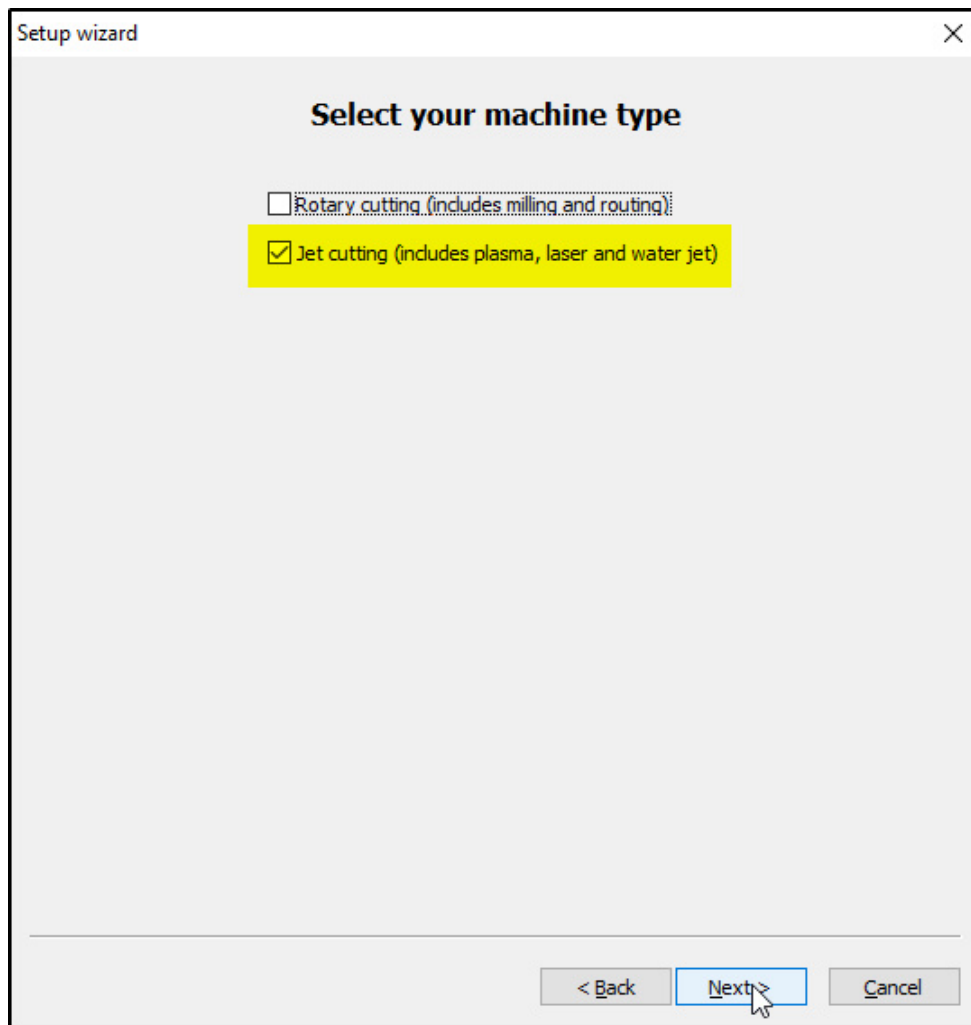 Setup wizard
Select your machine type
Rotary cutting (includes milling and routing)
Jet cutting (includes plasma, laser and water jet)
< Back Next > Cancel